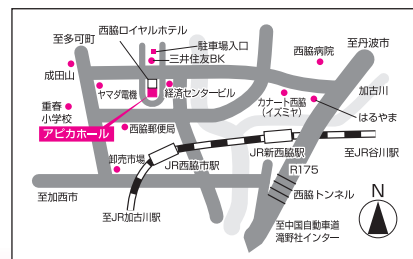 至多可町
西脇ロイヤルホテル
駐車場入口
三井住友BK
西脇病院
至丹波市
成田山
ヤマダ電機
経済センタービル
加古川
カナート西脇
(イズミヤ)
はるやま
重春
小学校
アピカホール
西脇郵便局
卸売市場
JR西脇市駅
JR新西脇駅
至JR谷川駅
R175
西脇トンネル
至加西市
至JR加古川駅
至中国自動車道
滝野社インター
N